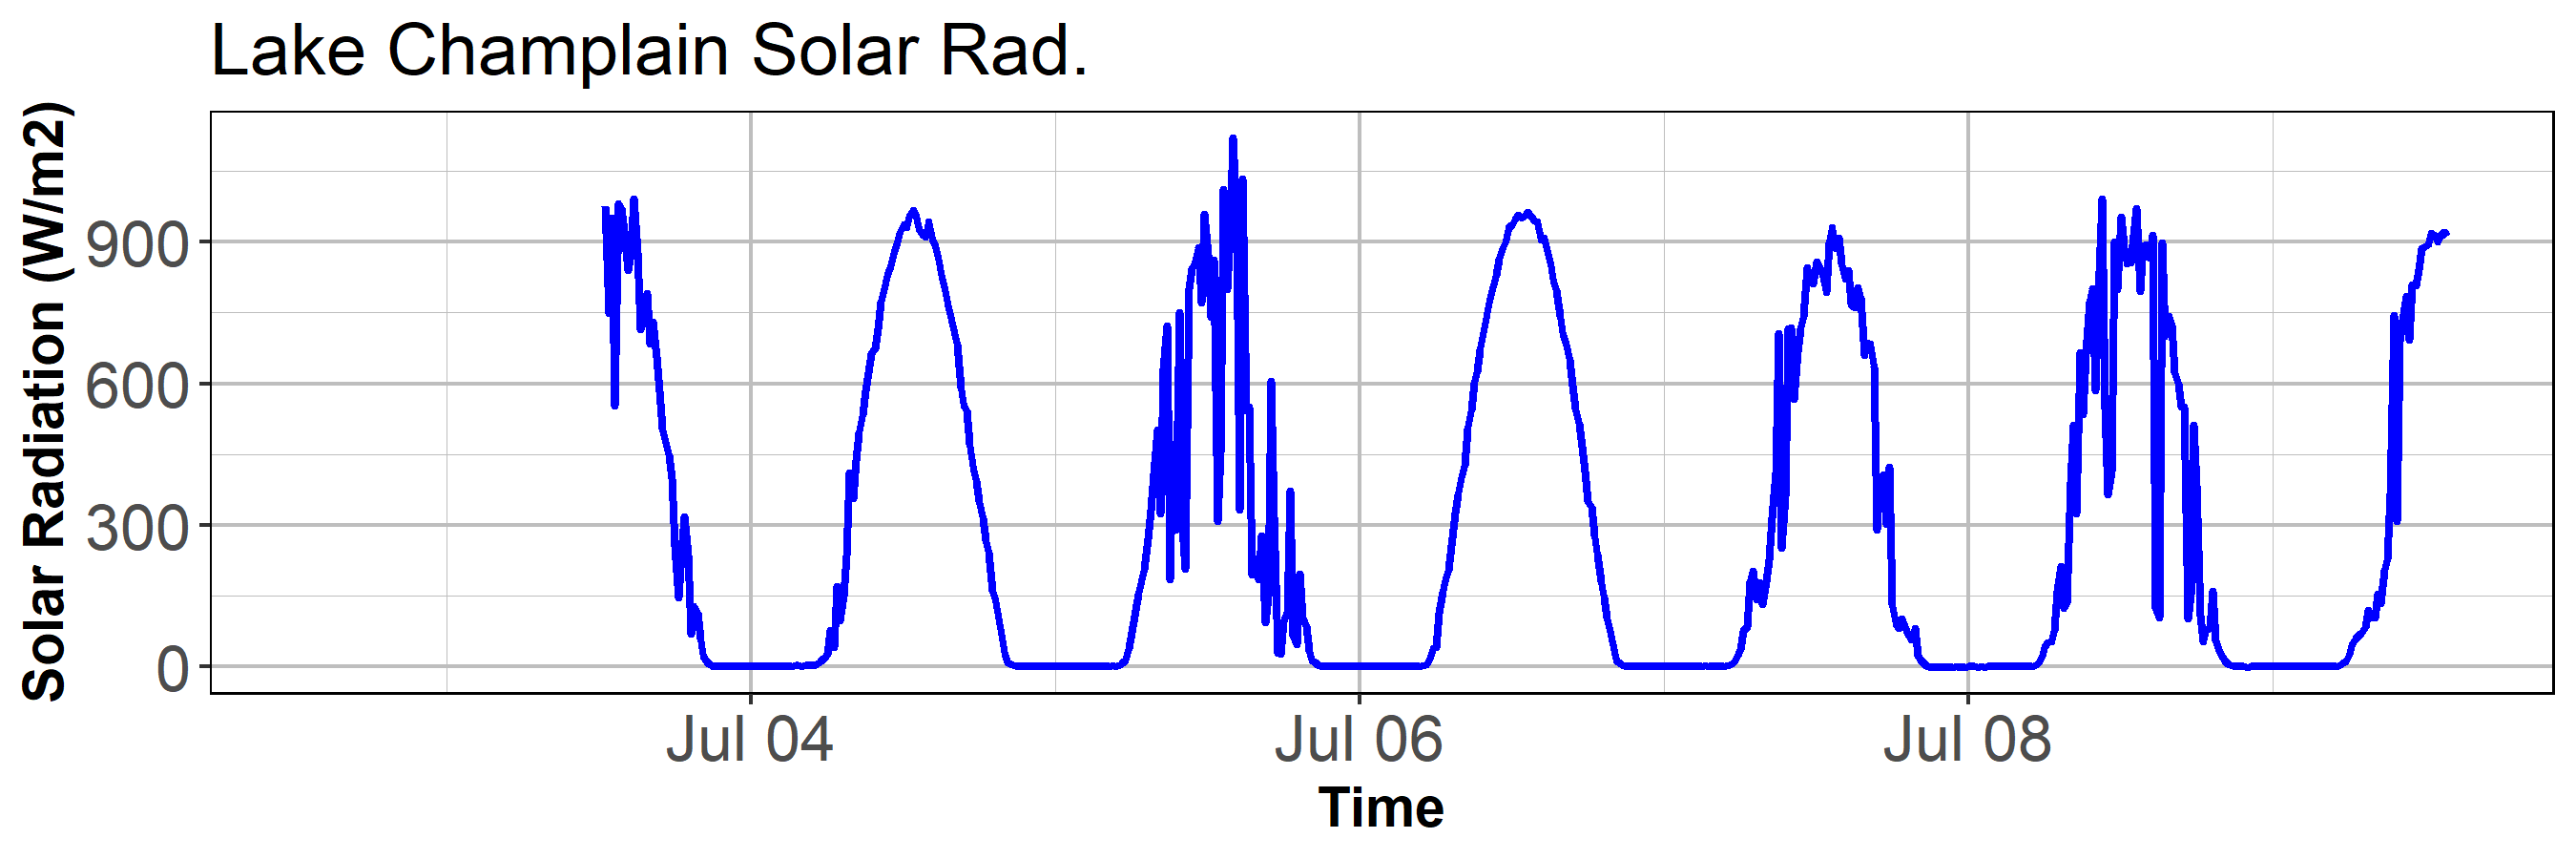 Lake Champlain Solar Rad.
Solar Radiation (W/m2)
900
600
300
0
Jul 04
Jul 06
Jul 08
Time